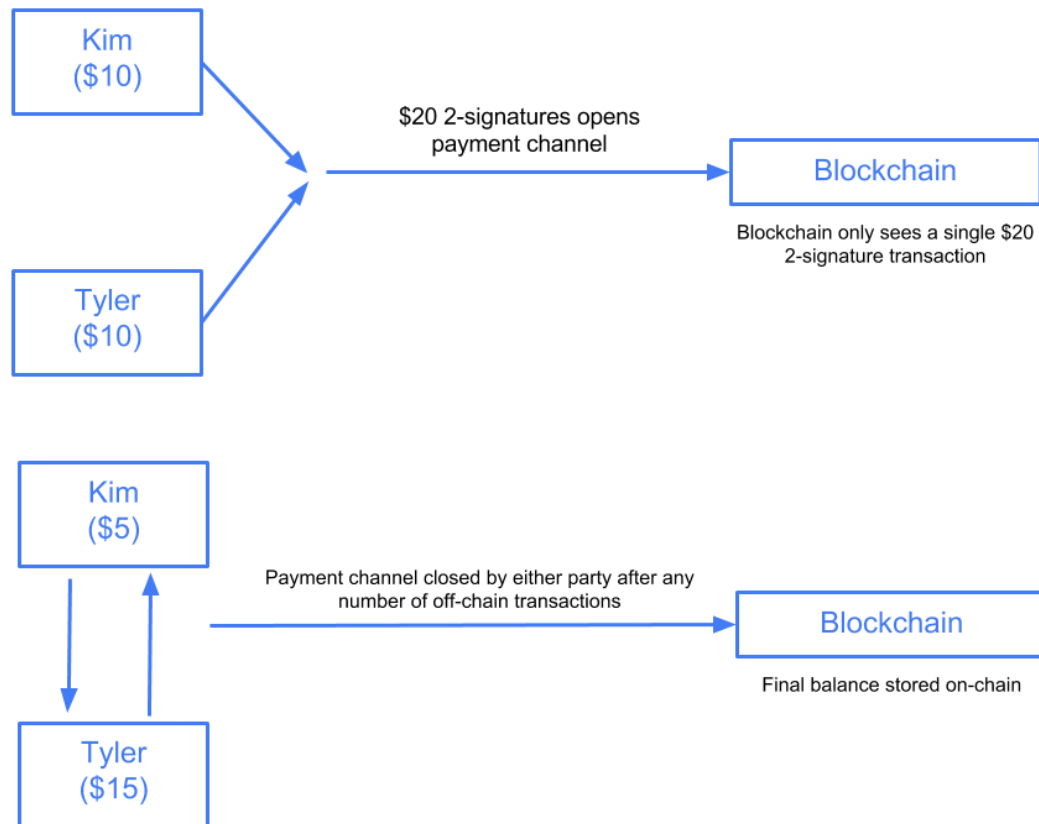 Kim
($10)
$20 2-signatures opens
payment channel
Blockchain
Blockchain only sees a single $20
2-signature transaction
Tyler
($10)
Kim
($5)
Payment channel closed by either party after any
number of off-chain transactions
Blockchain
Final balance stored on-chain
Tyler
($15)